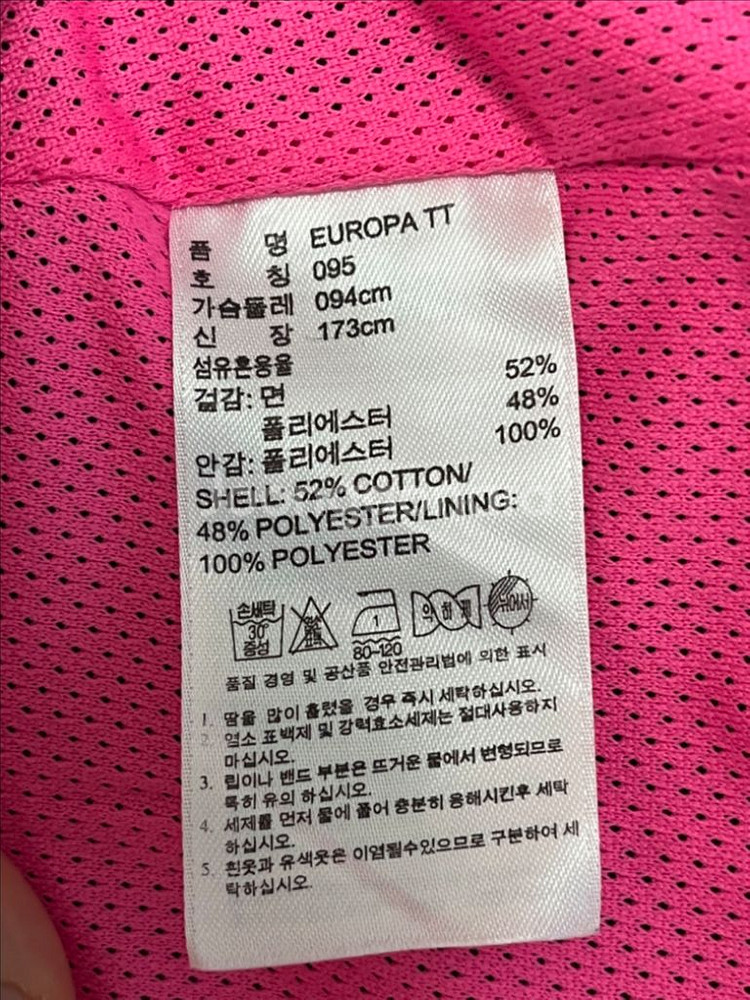 품 명 EUROPA TT
호 칭 095
가슴둘레 094cm
신 장 173cm
섬유혼용율
겉감: 면 52%
폴리에스터 48%
안감: 폴리에스터 100%
SHELL: 52% COTTON/
48% POLYESTER/LINING:
100% POLYESTER
손세탁 30° 중성
1 80-120
약하게
뉘어서
품질 경영 및 공산품 안전관리법에 의한 표시
1. 땀을 많이 흘렸을 경우 즉시 세탁하십시오.
2. 염소 표백제 및 강력효소세제는 절대사용하지
마십시오.
3. 립이나 밴드 부분은 뜨거운 물에서 변형되므로
특히 유의 하십시오.
4. 세제를 먼저 물에 풀어 충분히 용해시킨후 세탁
하십시오.
5. 흰옷과 유색옷은 이염될수있으므로 구분하여 세
탁하십시오.